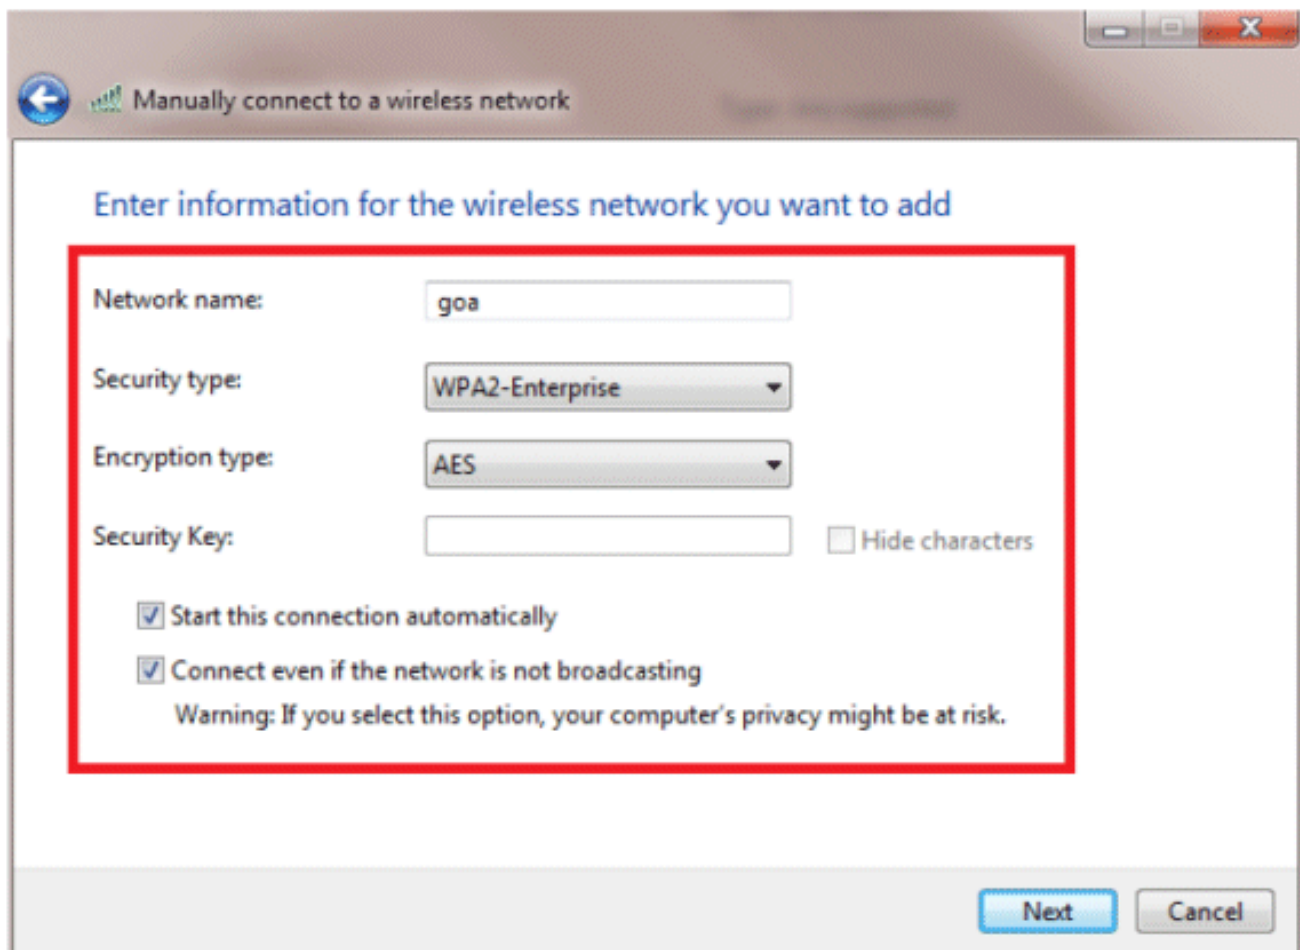 Manually connect to a wireless network
Enter information for the wireless network you want to add
Network name: goa
Security type: WPA2-Enterprise
Encryption type: AES
Security Key: Hide characters
Start this connection automatically
Connect even if the network is not broadcasting
Warning: If you select this option, your computer's privacy might be at risk.
Next Cancel